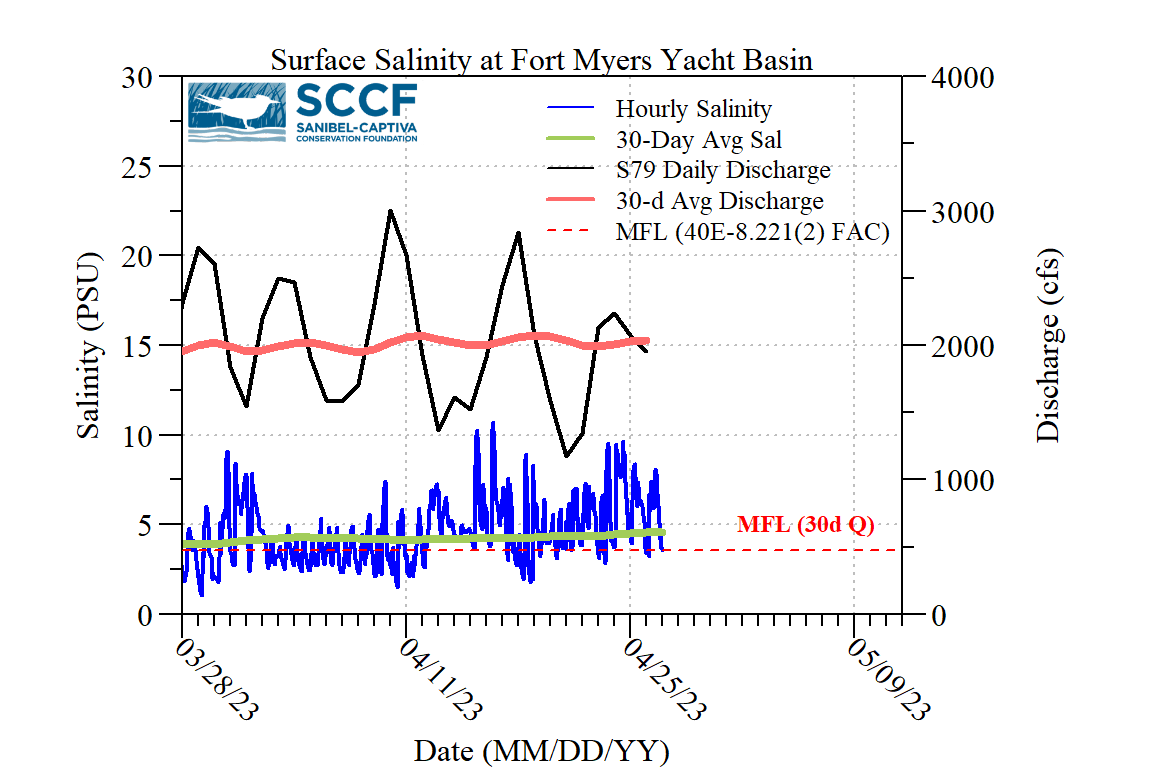 Surface Salinity at Fort Myers Yacht Basin
SCCF
SANIBEL-CAPTIVA
CONSERVATION FOUNDATION
Hourly Salinity
30-Day Avg Sal
S79 Daily Discharge
30-d Avg Discharge
MFL (40E-8.221(2) FAC)
30
25
20
15
10
5
0
Salinity (PSU)
4000
3000
2000
1000
0
Discharge (cfs)
MFL (30d Q)
03/28/23
04/11/23
04/25/23
05/09/23
Date (MM/DD/YY)